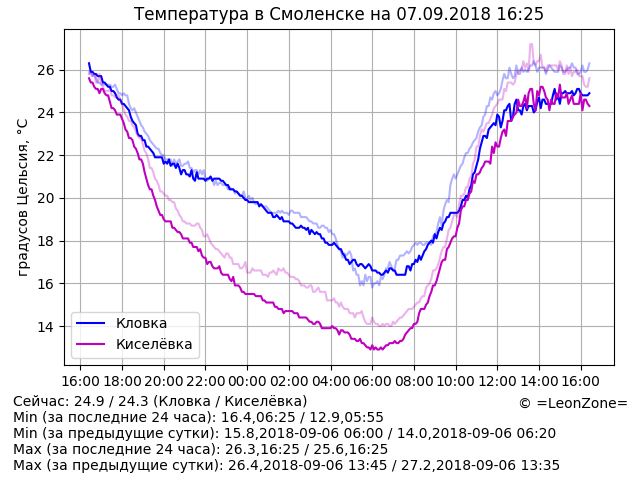 Температура в Смоленске на 07.09.2018 16:25
градусов Цельсия, °C
26
24
22
20
18
16
14
Кловка
Киселёвка
16:00 18:00 20:00 22:00 00:00 02:00 04:00 06:00 08:00 10:00 12:00 14:00 16:00
Сейчас: 24.9 / 24.3 (Кловка / Киселёвка)
© =LeonZone=
Min (за последние 24 часа): 16.4,06:25 / 12.9,05:55
Min (за предыдущие сутки): 15.8,2018-09-06 06:00 / 14.0,2018-09-06 06:20
Max (за последние 24 часа): 26.3,16:25 / 25.6,16:25
Max (за предыдущие сутки): 26.4,2018-09-06 13:45 / 27.2,2018-09-06 13:35